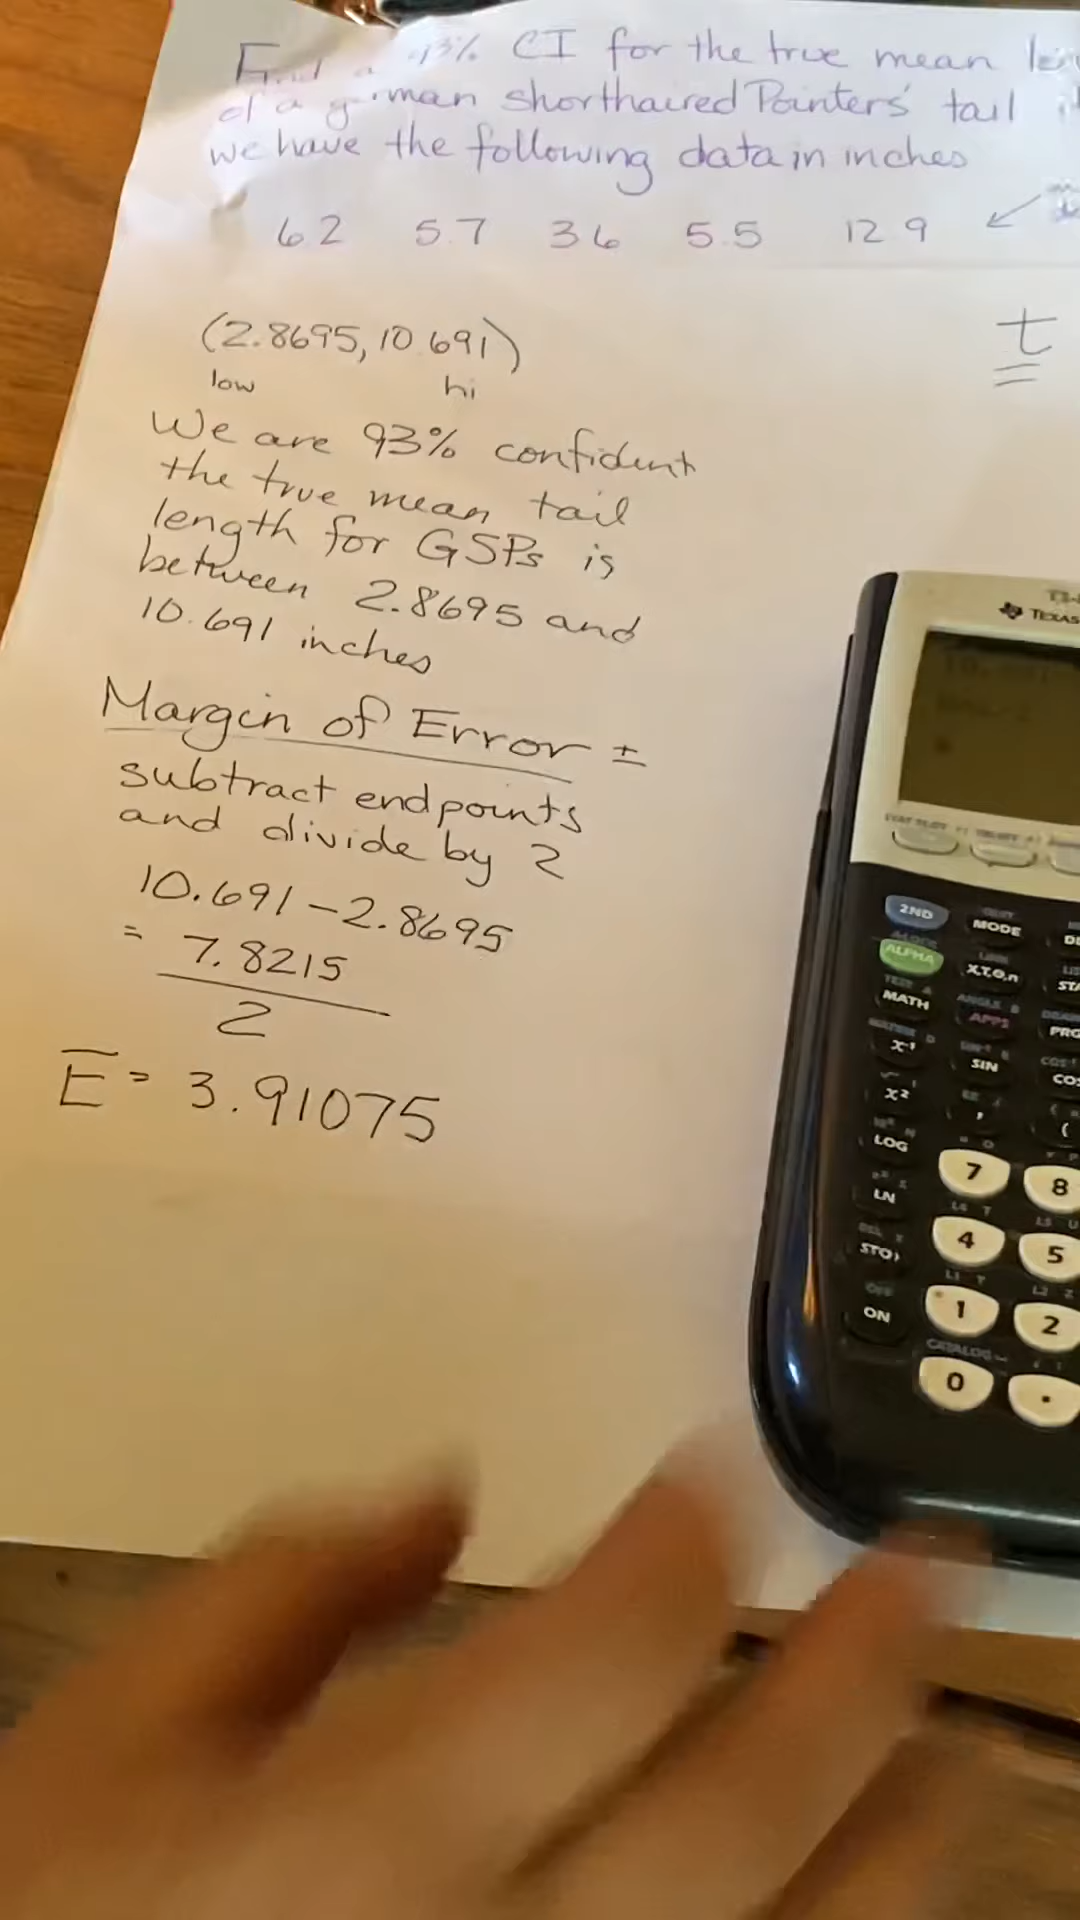 Find a 93% CI for the true mean
of a german shorthaired Pointers' tail
we have the following data in inches
6.2 5.7 3.6 5.5 12.9
(2.8695, 10.691)
low hi
t
We are 93% confident
the true mean tail
length for GSPs is
between 2.8695 and
10.691 inches
Margin of Error ±
subtract endpoints
and divide by 2
10.691 - 2.8695
= 7.8215
2
E = 3.91075
TEXAS
2ND
MODE
ALPHA
X,T,θ,n
MATH
APPS
x⁻¹
SIN
x²
,
(
LOG
7
8
LN
4
5
STO›
1
2
ON
0
.